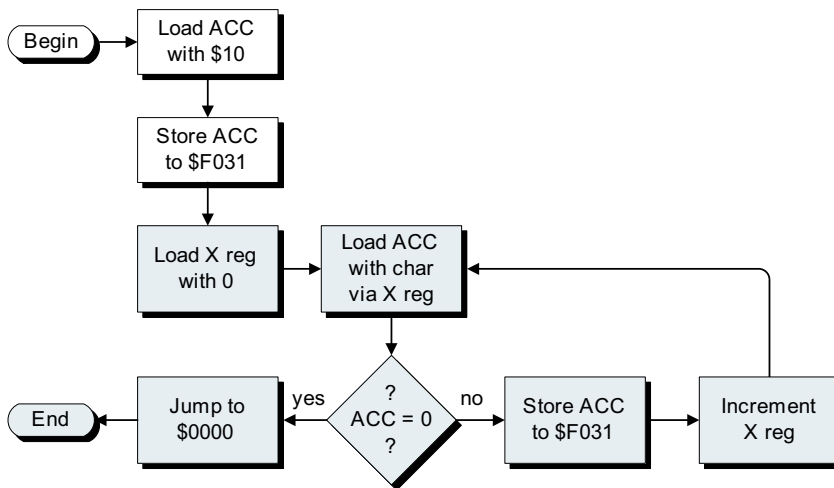 Begin
Load ACC
with $10
Store ACC
to $F031
Load X reg
with 0
Load ACC
with char
via X reg
?
ACC = 0
?
yes
Jump to
$0000
End
no
Store ACC
to $F031
Increment
X reg